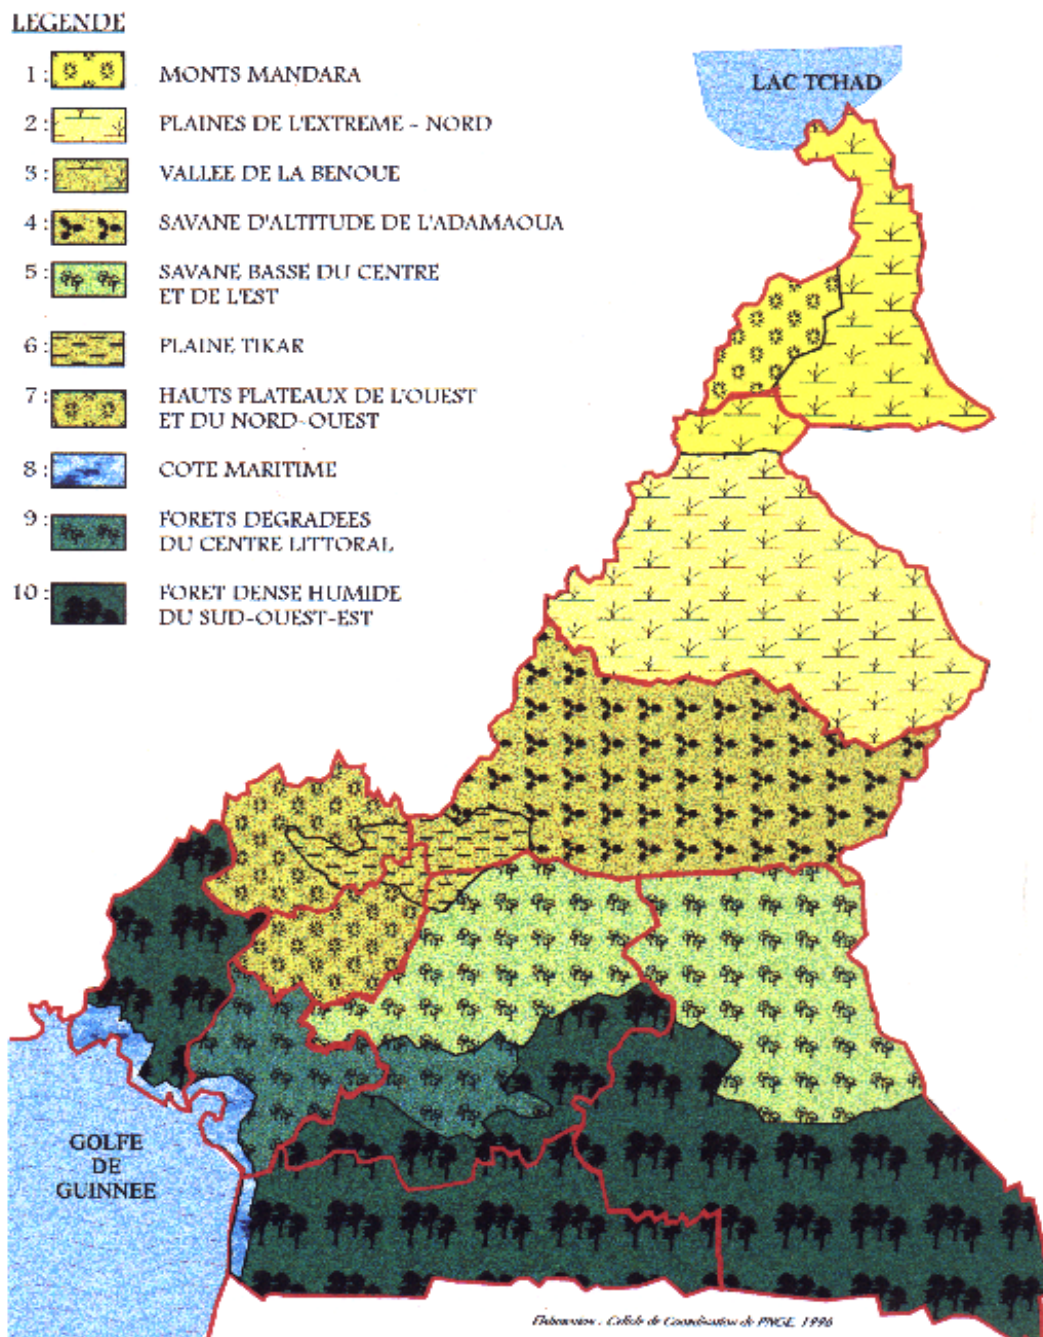 LEGENDE
1 : MONTS MANDARA
2 : PLAINES DE L'EXTREME - NORD
3 : VALLEE DE LA BENOUE
4 : SAVANE D'ALTITUDE DE L'ADAMAOUA
5 : SAVANE BASSE DU CENTRE
ET DE L'EST
6 : PLAINE TIKAR
7 : HAUTS PLATEAUX DE L'OUEST
ET DU NORD-OUEST
8 : COTE MARITIME
9 : FORETS DEGRADEES
DU CENTRE LITTORAL
10 : FORET DENSE HUMIDE
DU SUD-OUEST-EST
LAC TCHAD
GOLFE
DE
GUINNEE
Elaboration : Cellule de Coordination du PNGE, 1996